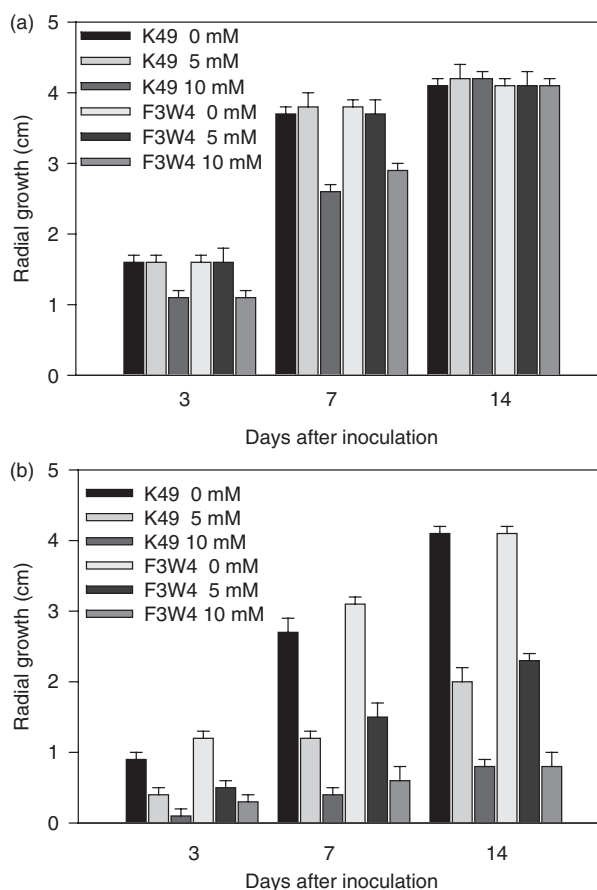 (a)
5
4
3
2
1
0
Radial growth (cm)
K49 0 mM
K49 5 mM
K49 10 mM
F3W4 0 mM
F3W4 5 mM
F3W4 10 mM
3 7 14
Days after inoculation
(b)
5
4
3
2
1
0
Radial growth (cm)
K49 0 mM
K49 5 mM
K49 10 mM
F3W4 0 mM
F3W4 5 mM
F3W4 10 mM
3 7 14
Days after inoculation